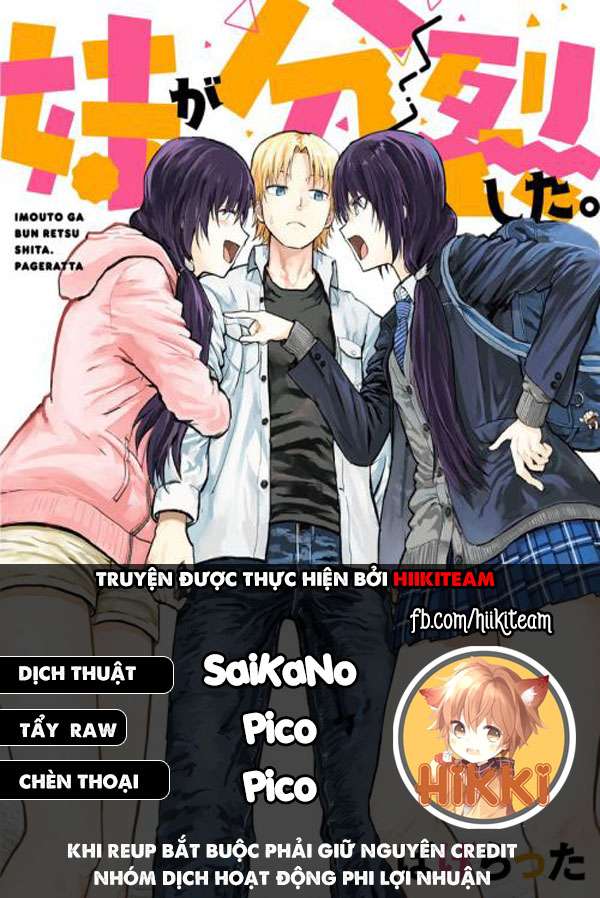 妹が分烈した。
IMOUTO GA
BUN RETSU
SHITA.
PAGERATTA
TRUYỆN ĐƯỢC THỰC HIỆN BỞI HIIKITEAM
fb.com/hiikiteam
DỊCH THUẬT SaiKaNo
TẨY RAW Pico
CHÈN THOẠI Pico
HiKKi
KHI REUP BẮT BUỘC PHẢI GIỮ NGUYÊN CREDIT
NHÓM DỊCH HOẠT ĐỘNG PHI LỢI NHUẬN